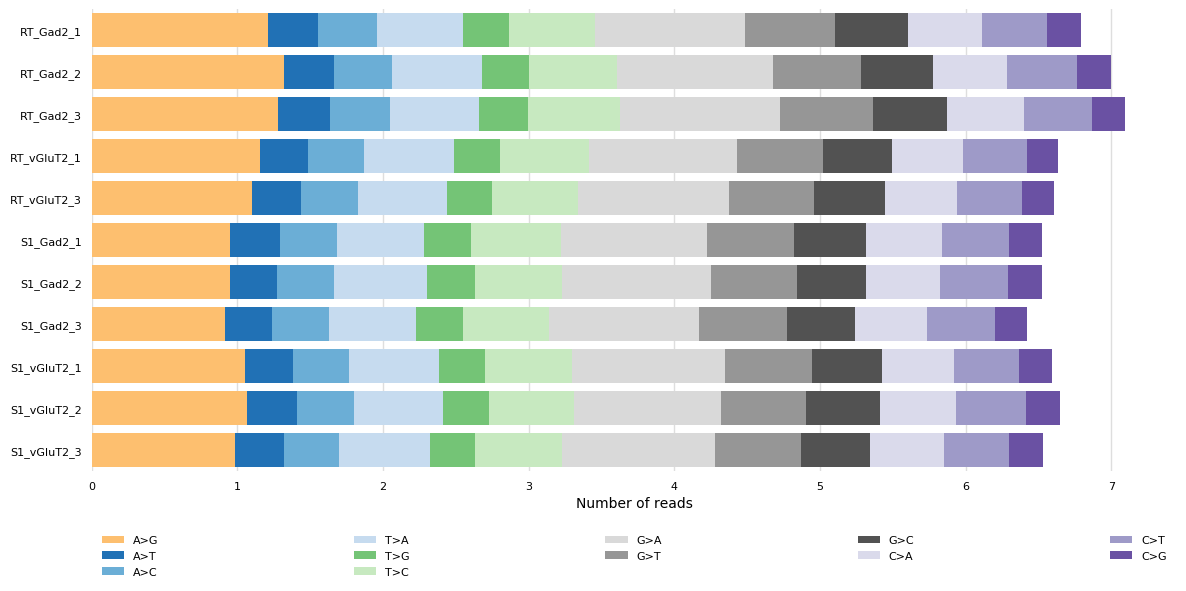 RT_Gad2_1
RT_Gad2_2
RT_Gad2_3
RT_vGluT2_1
RT_vGluT2_3
S1_Gad2_1
S1_Gad2_2
S1_Gad2_3
S1_vGluT2_1
S1_vGluT2_2
S1_vGluT2_3
0 1 2 3 4 5 6 7
Number of reads
A>G T>A G>A G>C C>T
A>T T>G G>T C>A C>G
A>C T>C